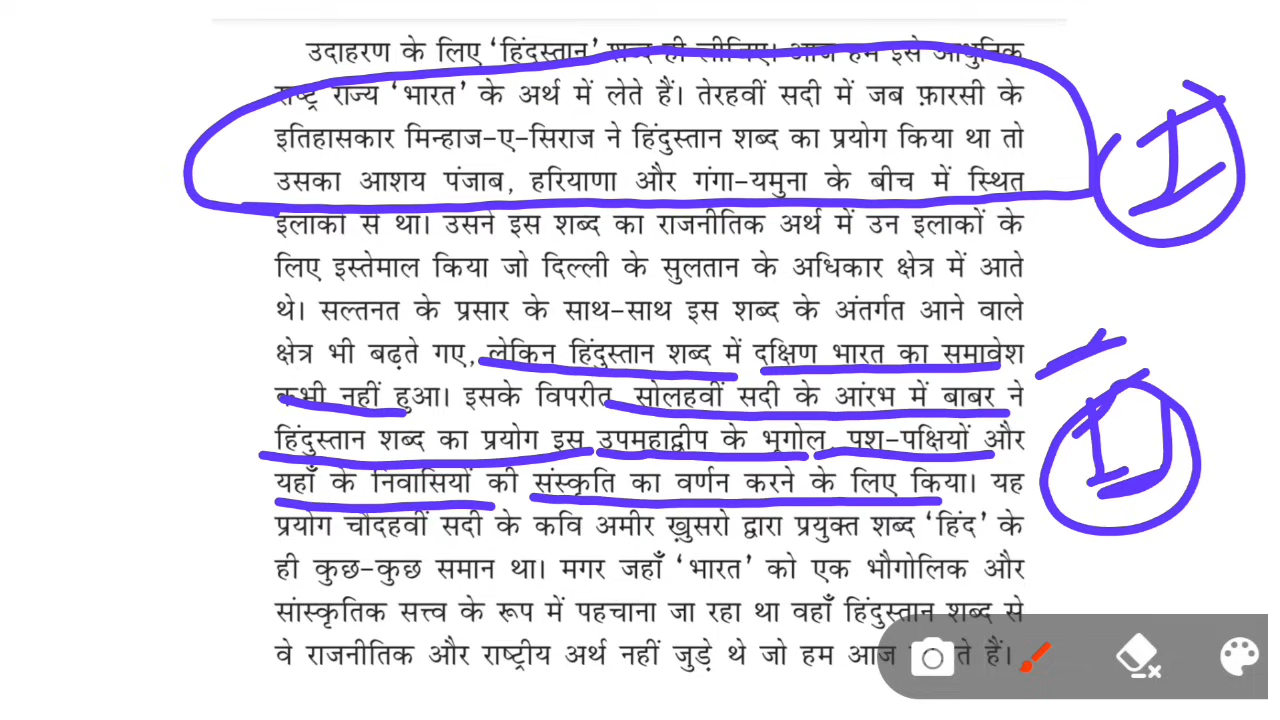 उदाहरण के लिए ‘हिंदुस्तान’ शब्द ही लीजिए। आज हम इसे आधुनिक
राष्ट्र राज्य ‘भारत’ के अर्थ में लेते हैं। तेरहवीं सदी में जब फ़ारसी के
इतिहासकार मिन्हाज-ए-सिराज ने हिंदुस्तान शब्द का प्रयोग किया था तो
उसका आशय पंजाब, हरियाणा और गंगा-यमुना के बीच में स्थित
इलाकों से था। उसने इस शब्द का राजनीतिक अर्थ में उन इलाकों के
लिए इस्तेमाल किया जो दिल्ली के सुलतान के अधिकार क्षेत्र में आते
थे। सल्तनत के प्रसार के साथ-साथ इस शब्द के अंतर्गत आने वाले
क्षेत्र भी बढ़ते गए, लेकिन हिंदुस्तान शब्द में दक्षिण भारत का समावेश
कभी नहीं हुआ। इसके विपरीत सोलहवीं सदी के आरंभ में बाबर ने
हिंदुस्तान शब्द का प्रयोग इस उपमहाद्वीप के भूगोल, पशु-पक्षियों और
यहाँ के निवासियों की संस्कृति का वर्णन करने के लिए किया। यह
प्रयोग चौदहवीं सदी के कवि अमीर ख़ुसरो द्वारा प्रयुक्त शब्द ‘हिंद’ के
ही कुछ-कुछ समान था। मगर जहाँ ‘भारत’ को एक भौगोलिक और
सांस्कृतिक सत्त्व के रूप में पहचाना जा रहा था वहाँ हिंदुस्तान शब्द से
वे राजनीतिक और राष्ट्रीय अर्थ नहीं जुड़े थे जो हम आज हैं।
I
II